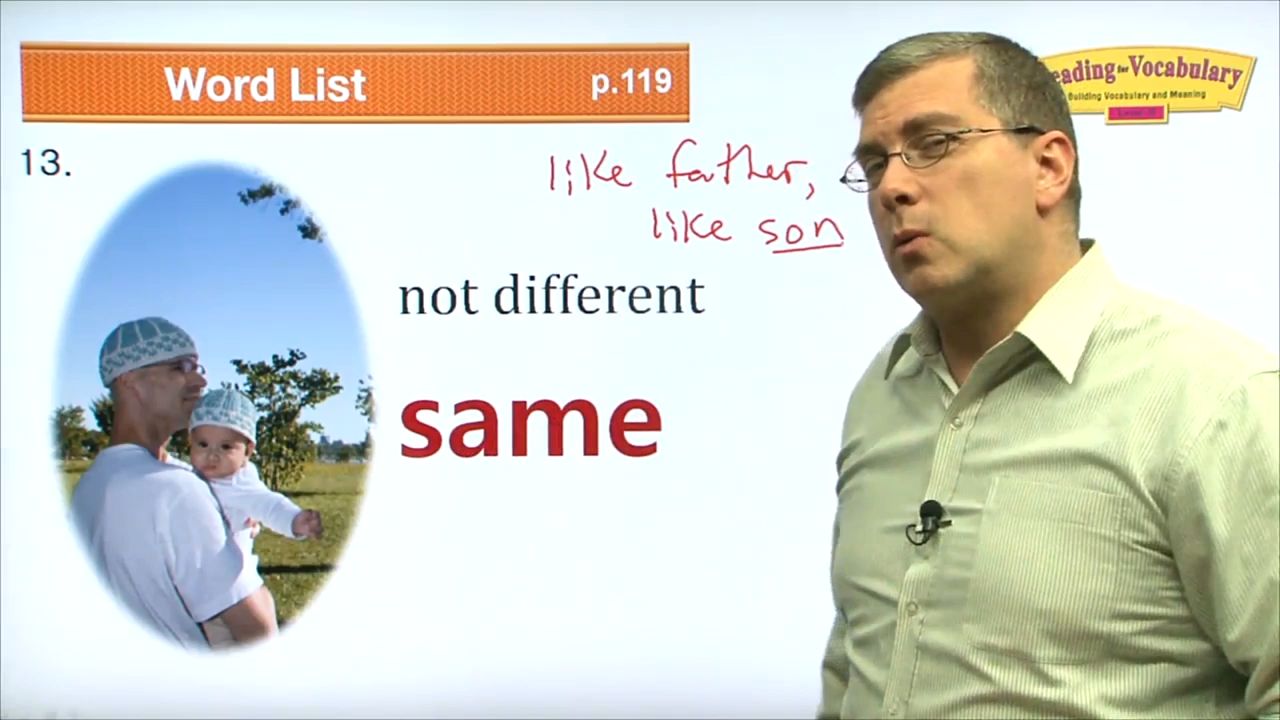 Word List
p.119
Reading for Vocabulary
Building Vocabulary and Meaning
13.
like father,
like son
not different
same